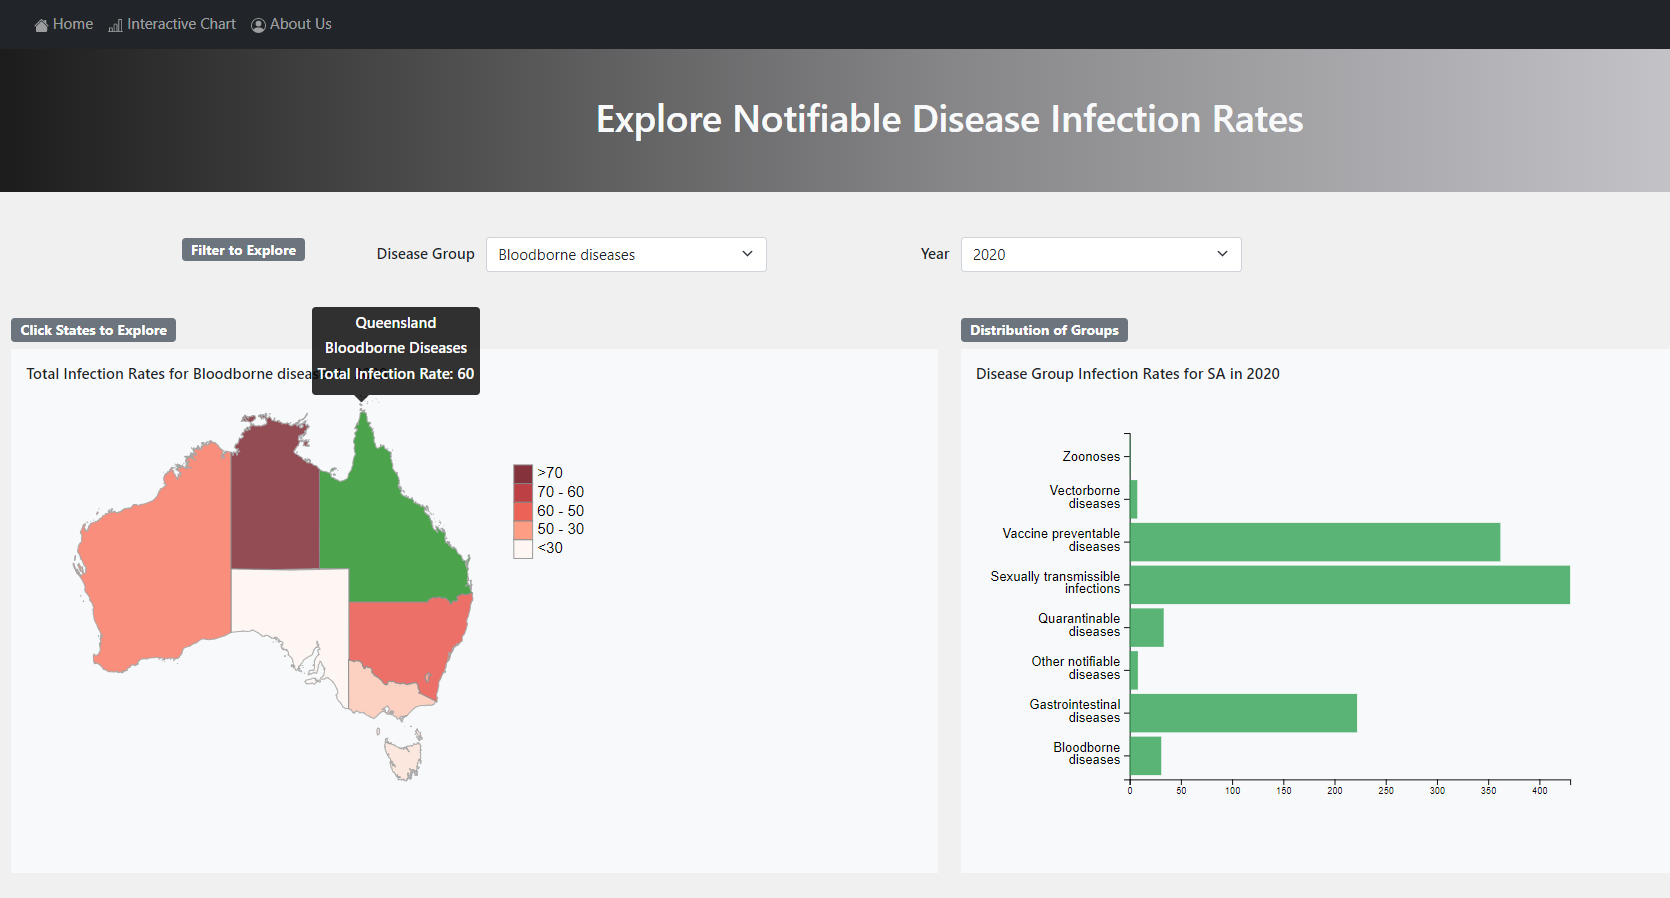 Home Interactive Chart About Us
Explore Notifiable Disease Infection Rates
Filter to Explore
Disease Group Bloodborne diseases
Year 2020
Click States to Explore
Total Infection Rates for Bloodborne
Queensland
Bloodborne Diseases
Total Infection Rate: 60
>70
70 - 60
60 - 50
50 - 30
<30
Distribution of Groups
Disease Group Infection Rates for SA in 2020
Zoonoses
Vectorborne
diseases
Vaccine preventable
diseases
Sexually transmissible
infections
Quarantinable
diseases
Other notifiable
diseases
Gastrointestinal
diseases
Bloodborne
diseases
0 50 100 150 200 250 300 350 400